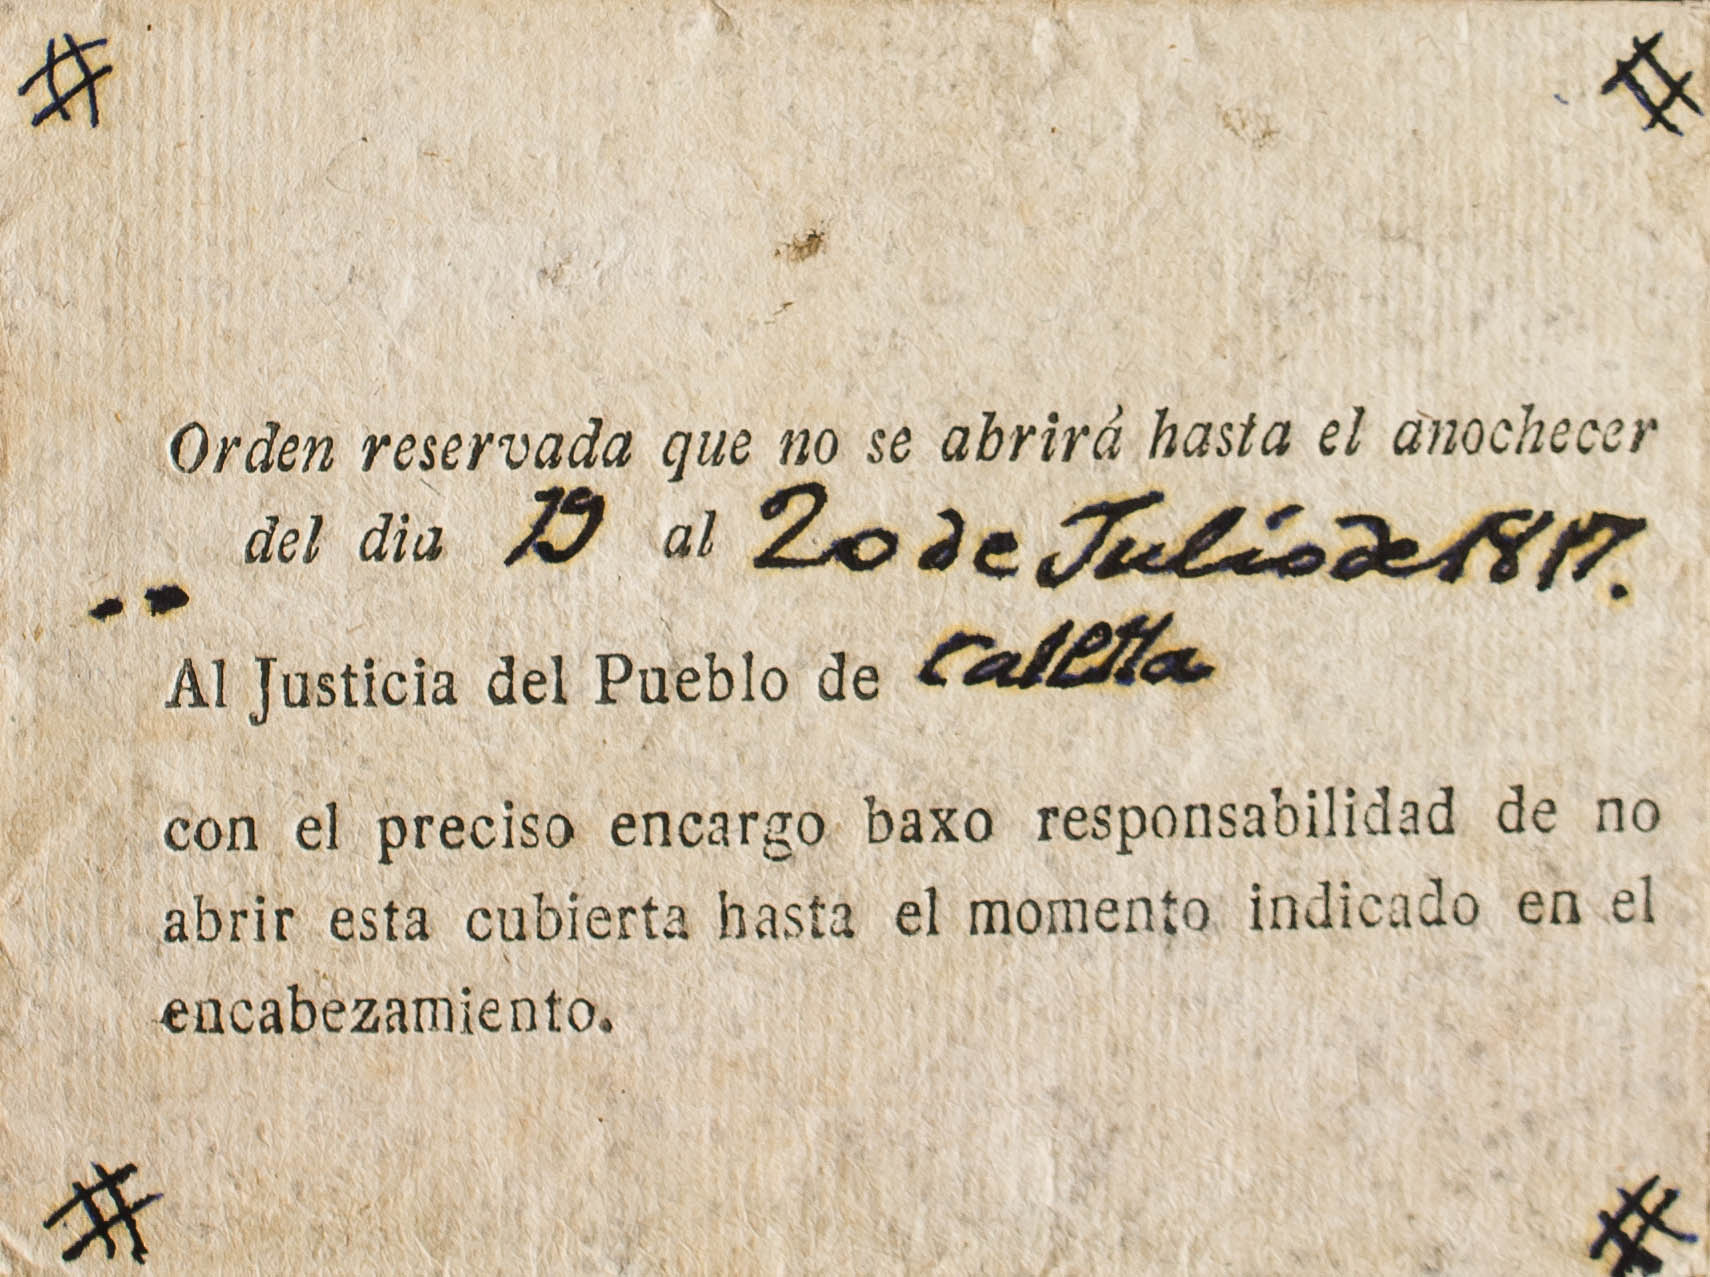 Orden reservada que no se abrirá hasta el anochecer
del dia 19 al 20 de Julio de 1817.
Al Justicia del Pueblo de Calella
con el preciso encargo baxo responsabilidad de no
abrir esta cubierta hasta el momento indicado en el
encabezamiento.